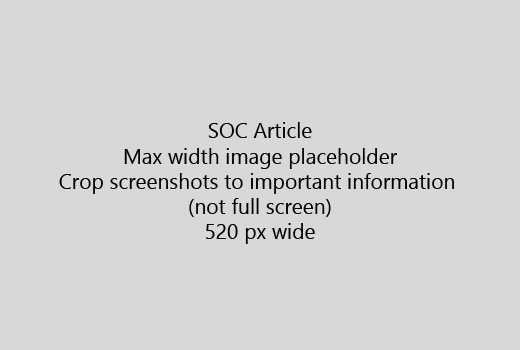 SOC Article
Max width image placeholder
Crop screenshots to important information
(not full screen)
520 px wide